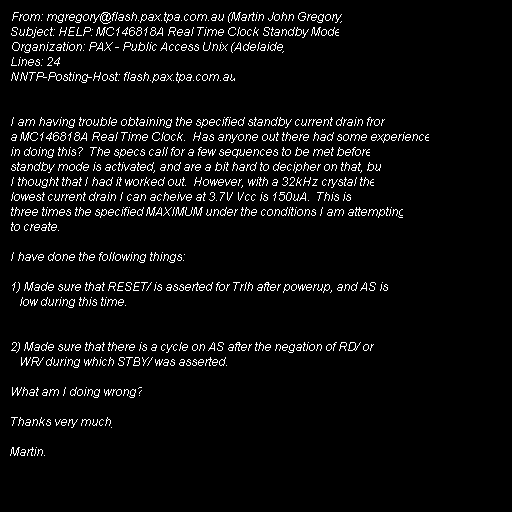 From: mgregory@flash.pax.tpa.com.au (Martin John Gregory)
Subject: HELP: MC146818A Real Time Clock Standby Mode
Organization: PAX - Public Access Unix (Adelaide)
Lines: 24
NNTP-Posting-Host: flash.pax.tpa.com.au
I am having trouble obtaining the specified standby current drain from
a MC146818A Real Time Clock.  Has anyone out there had some experience
in doing this?  The specs call for a few sequences to be met before
standby mode is activated, and are a bit hard to decipher on that, but
I thought that I had it worked out.  However, with a 32kHz crystal the
lowest current drain I can acheive at 3.7V Vcc is 150uA.  This is
three times the specified MAXIMUM under the conditions I am attempting
to create.
I have done the following things:
1) Made sure that RESET/ is asserted for Trlh after powerup, and AS is
low during this time.
2) Made sure that there is a cycle on AS after the negation of RD/ or
WR/ during which STBY/ was asserted.
What am I doing wrong?
Thanks very much,
Martin.